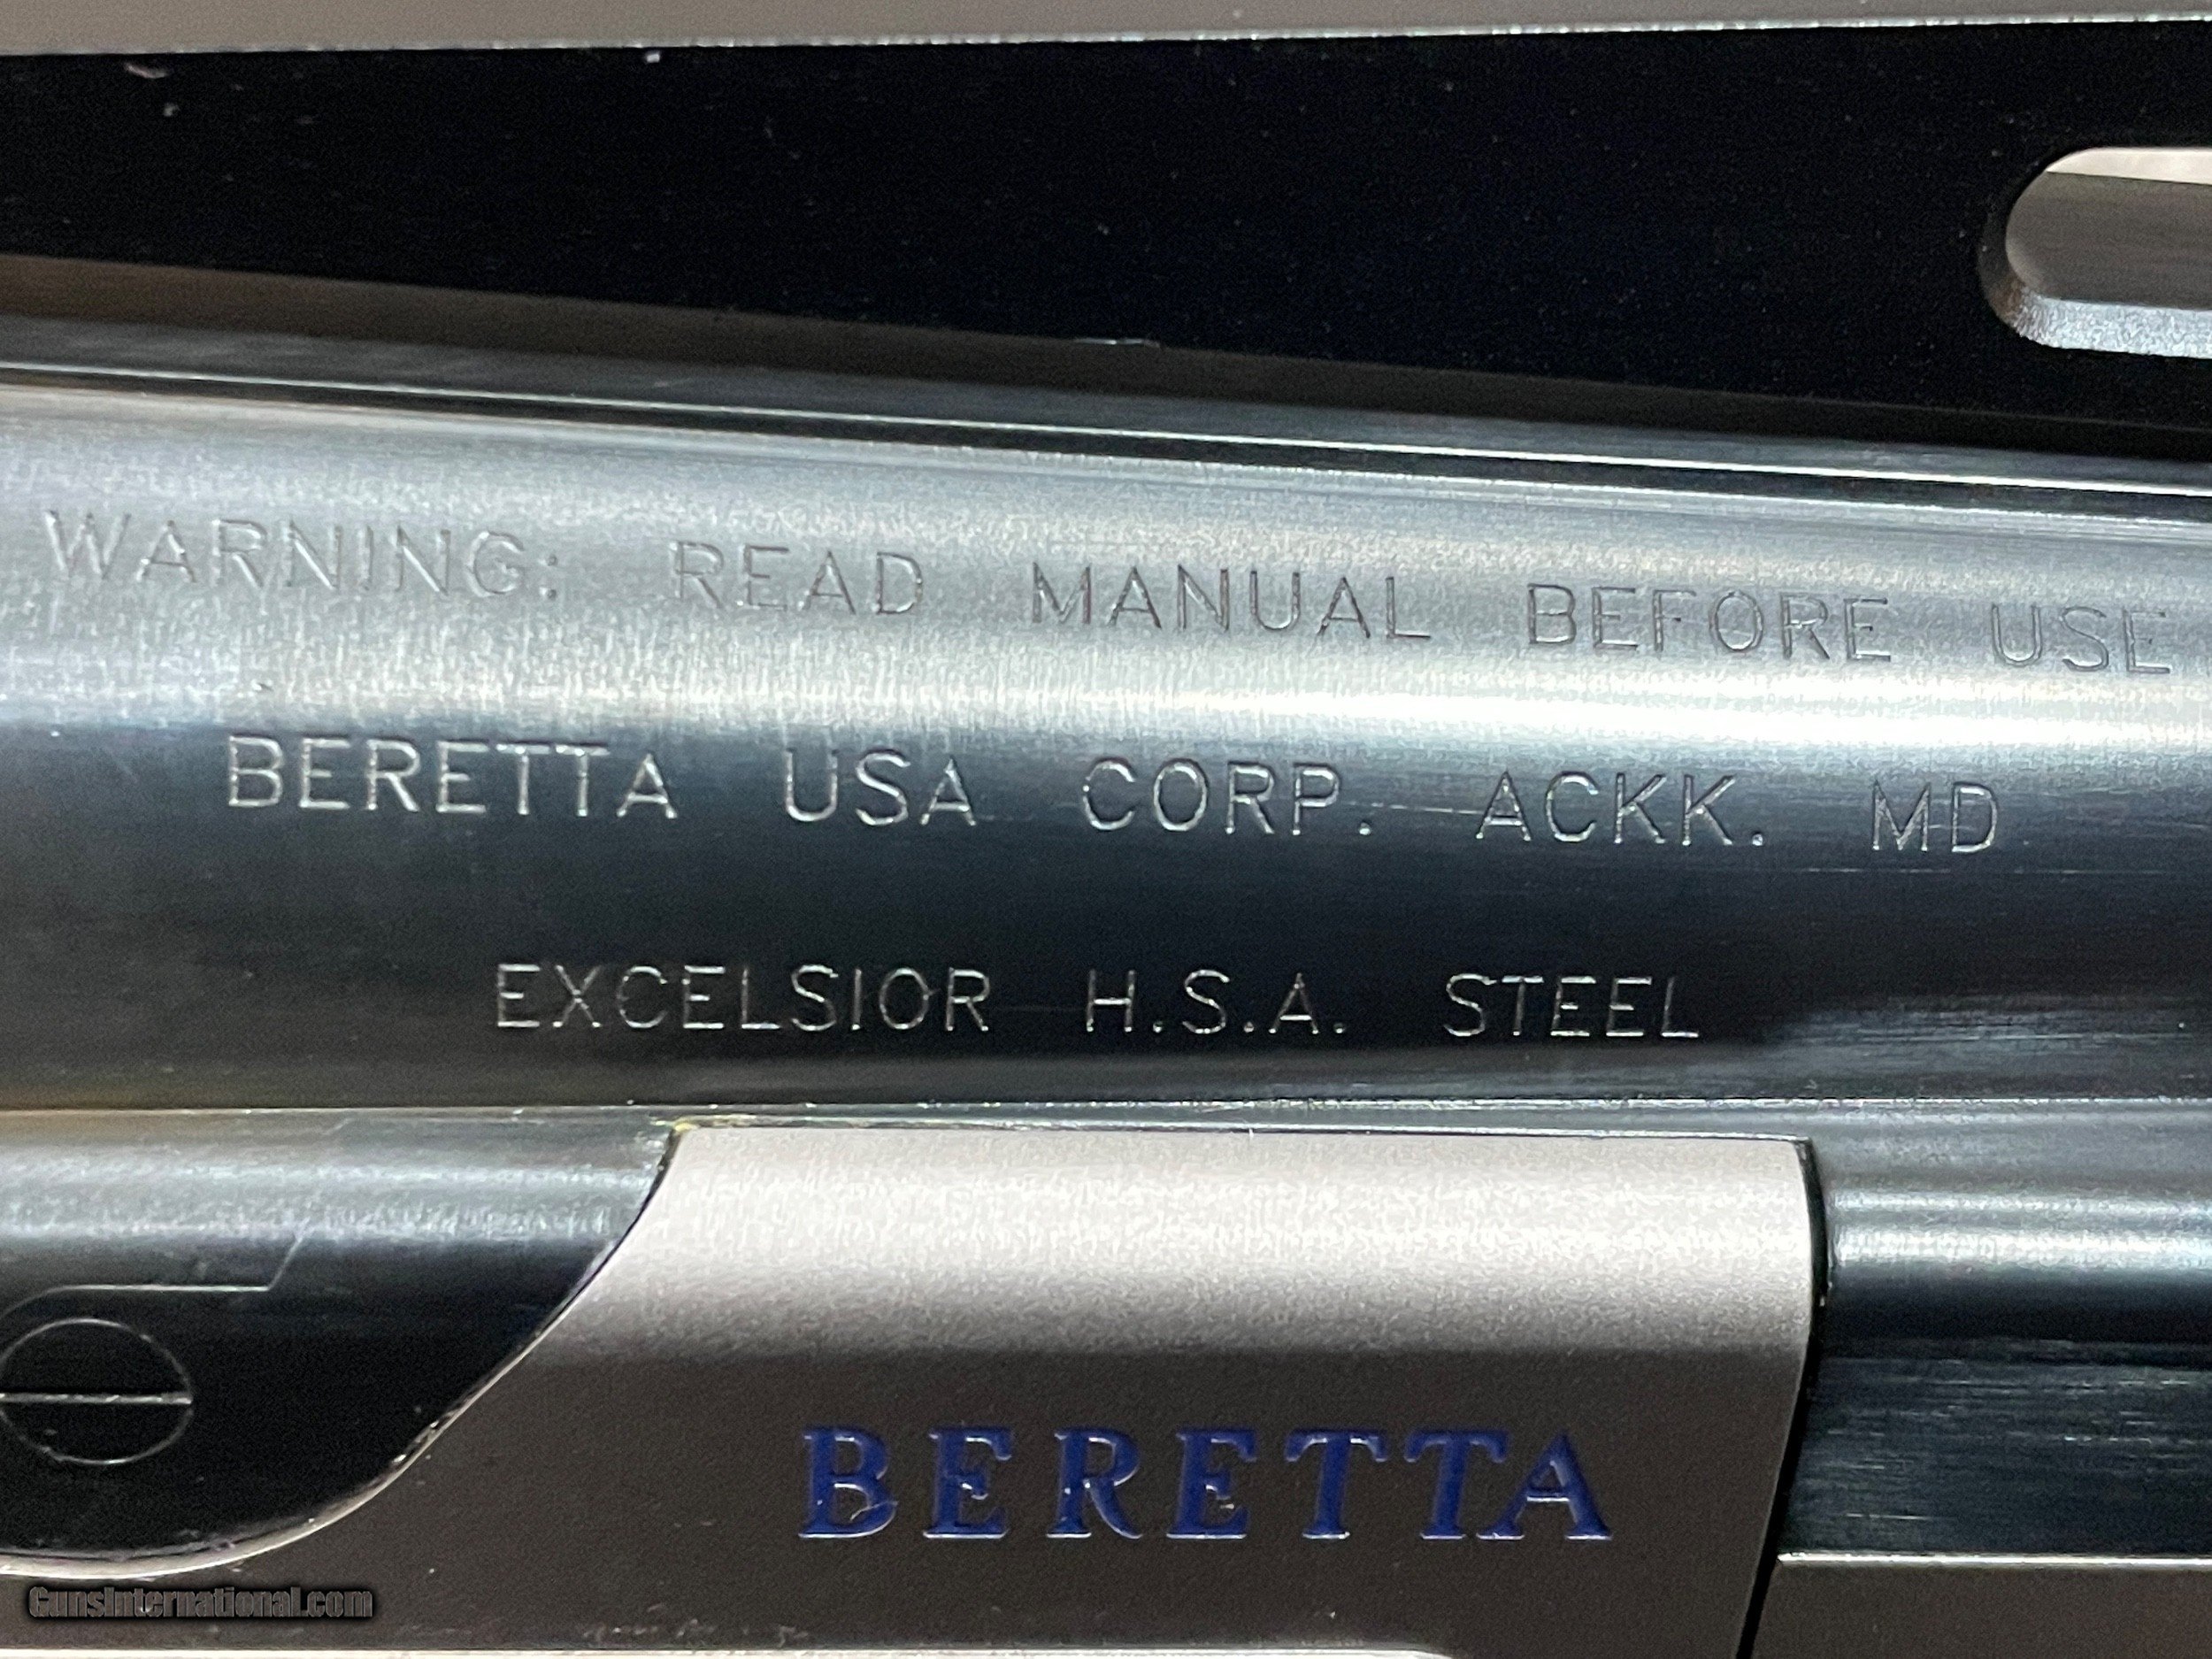 WARNING: READ MANUAL BEFORE USE
BERETTA USA CORP. ACKK. MD
EXCELSIOR H.S.A. STEEL
BERETTA
GunsInternational.com